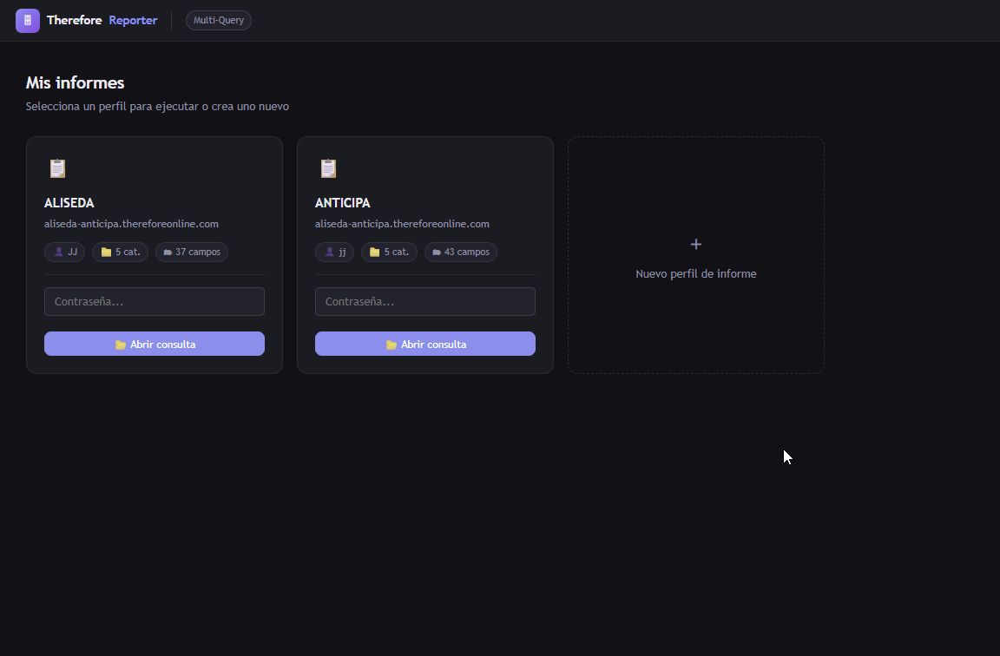 Therefore Reporter Multi-Query
Mis informes
Selecciona un perfil para ejecutar o crea uno nuevo
ALISEDA
aliseda-anticipa.thereforeonline.com
JJ 5 cat. 37 campos
Contraseña...
Abrir consulta
ANTICIPA
aliseda-anticipa.thereforeonline.com
jj 5 cat. 43 campos
Contraseña...
Abrir consulta
+
Nuevo perfil de informe